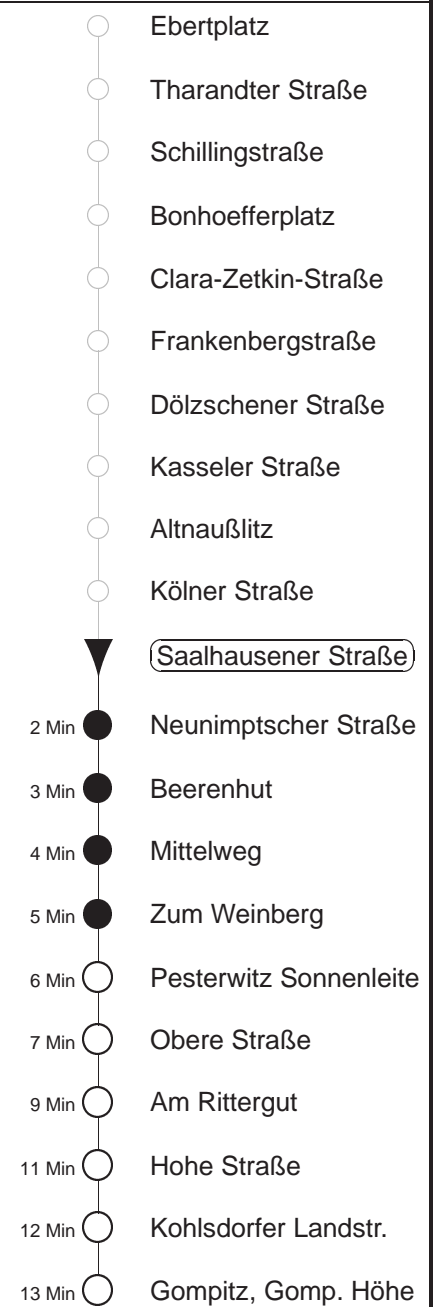 Ebertplatz
Tharandter Straße
Schillingstraße
Bonhoefferplatz
Clara-Zetkin-Straße
Frankenbergstraße
Dölzschener Straße
Kasseler Straße
Altnaußlitz
Kölner Straße
Saalhausener Straße
2 Min Neunimptscher Straße
3 Min Beerenhut
4 Min Mittelweg
5 Min Zum Weinberg
6 Min Pesterwitz Sonnenleite
7 Min Obere Straße
9 Min Am Rittergut
11 Min Hohe Straße
12 Min Kohlsdorfer Landstr.
13 Min Gompitz, Gomp. Höhe